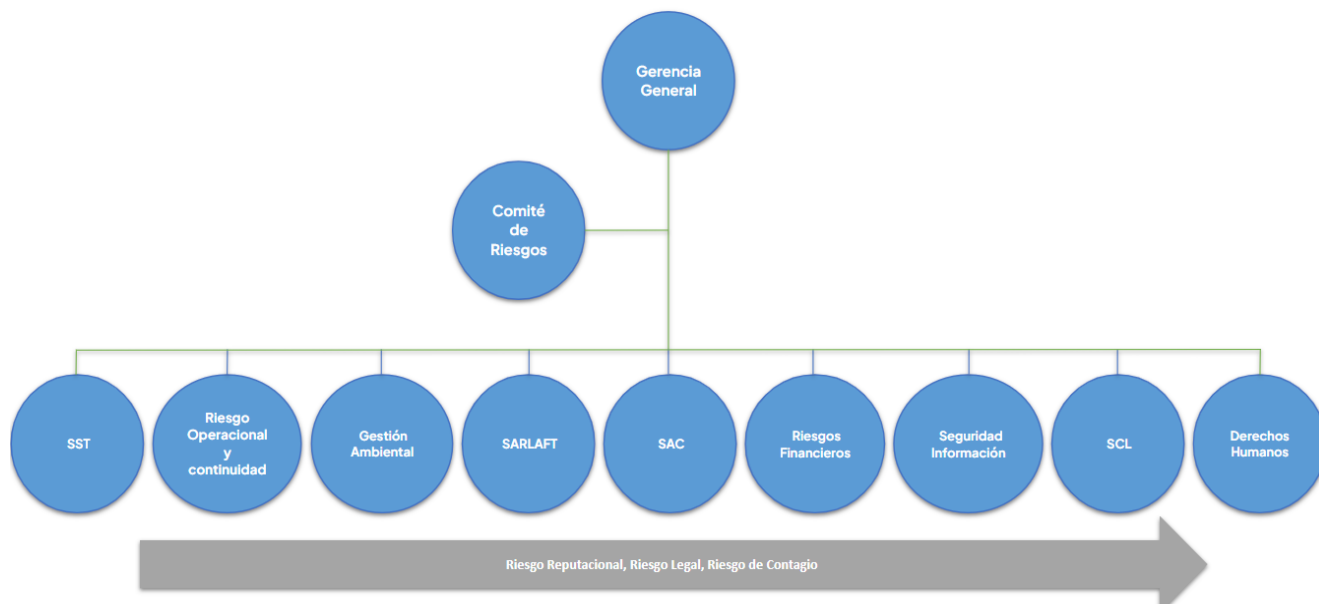 Gerencia
General
Comité
de
Riesgos
SST
Riesgo
Operacional
y
continuidad
Gestión
Ambiental
SARLAFT
SAC
Riesgos
Financieros
Seguridad
Información
SCL
Derechos
Humanos
Riesgo Reputacional, Riesgo Legal, Riesgo de Contagio